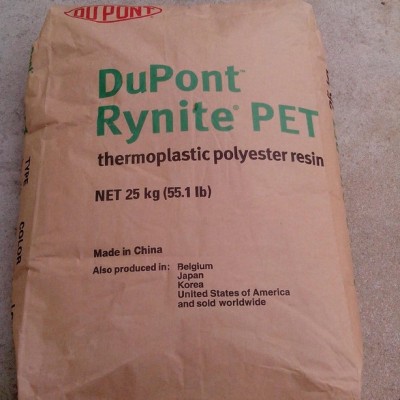 DUPONT
DuPont™
Rynite® PET
thermoplastic polyester resin
NET 25 kg (55.1 lb)
Made in China
Also produced in: Belgium
Japan
Korea
United States of America
and sold worldwide
TYPE
COLOR